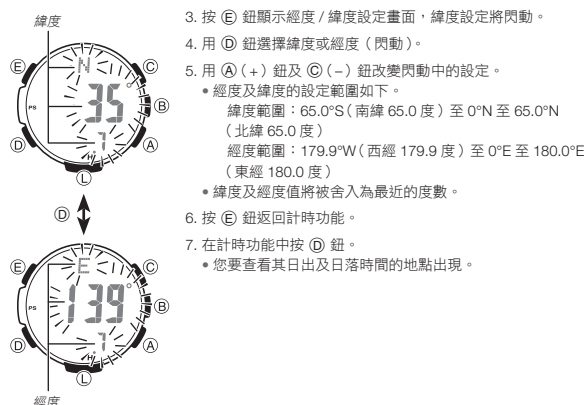 緯度
N
35°
.7
H
PS
Ⓔ
Ⓒ
Ⓑ
Ⓓ
Ⓐ
Ⓛ
Ⓓ
E
139°
.7
H
PS
Ⓔ
Ⓒ
Ⓑ
Ⓓ
Ⓐ
Ⓛ
經度
3. 按 Ⓔ 鈕顯示經度 / 緯度設定畫面，緯度設定將閃動。
4. 用 Ⓓ 鈕選擇緯度或經度（閃動）。
5. 用 Ⓐ（+）鈕及 Ⓒ（−）鈕改變閃動中的設定。
• 經度及緯度的設定範圍如下。
緯度範圍：65.0°S（南緯 65.0 度）至 0°N 至 65.0°N
（北緯 65.0 度）
經度範圍：179.9°W（西經 179.9 度）至 0°E 至 180.0°E
（東經 180.0 度）
• 緯度及經度值將被舍入為最近的度數。
6. 按 Ⓔ 鈕返回計時功能。
7. 在計時功能中按 Ⓓ 鈕。
• 您要查看其日出及日落時間的地點出現。